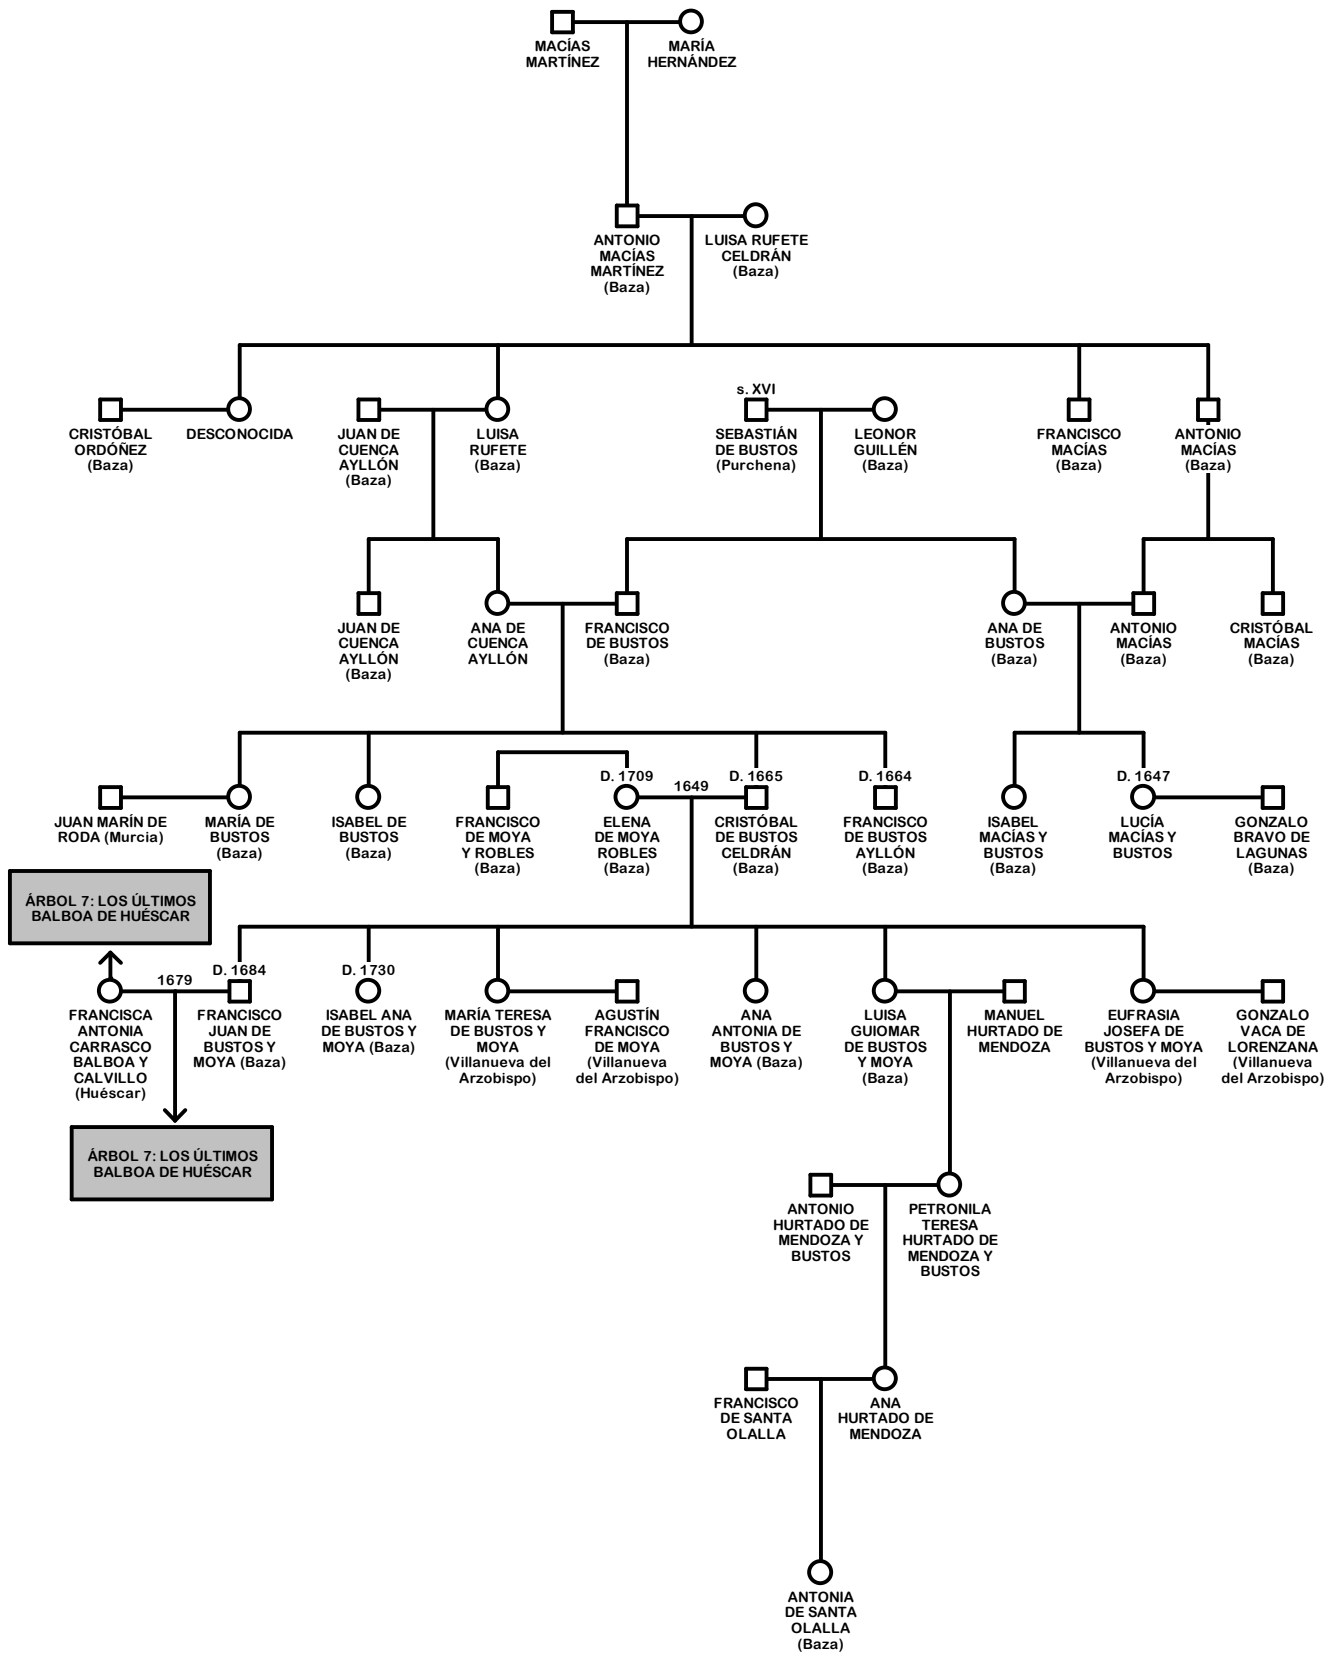 MACÍAS
MARTÍNEZ
MARÍA
HERNÁNDEZ
ANTONIO
MACÍAS
MARTÍNEZ
(Baza)
LUISA RUFETE
CELDRÁN
(Baza)
CRISTÓBAL
ORDÓÑEZ
(Baza)
DESCONOCIDA
JUAN DE
CUENCA
AYLLÓN
(Baza)
LUISA
RUFETE
(Baza)
s. XVI
SEBASTIÁN
DE BUSTOS
(Purchena)
LEONOR
GUILLÉN
(Baza)
FRANCISCO
MACÍAS
(Baza)
ANTONIO
MACÍAS
(Baza)
JUAN DE
CUENCA
AYLLÓN
(Baza)
ANA DE
CUENCA
AYLLÓN
FRANCISCO
DE BUSTOS
(Baza)
ANA DE
BUSTOS
(Baza)
ANTONIO
MACÍAS
(Baza)
CRISTÓBAL
MACÍAS
(Baza)
JUAN MARÍN DE
RODA (Murcia)
MARÍA DE
BUSTOS
(Baza)
ISABEL DE
BUSTOS
(Baza)
FRANCISCO
DE MOYA
Y ROBLES
(Baza)
D. 1709
ELENA
DE MOYA
ROBLES
(Baza)
1649
D. 1665
CRISTÓBAL
DE BUSTOS
CELDRÁN
(Baza)
D. 1664
FRANCISCO
DE BUSTOS
AYLLÓN
(Baza)
ISABEL
MACÍAS Y
BUSTOS
(Baza)
D. 1647
LUCÍA
MACÍAS Y
BUSTOS
GONZALO
BRAVO DE
LAGUNAS
(Baza)
ÁRBOL 7: LOS ÚLTIMOS
BALBOA DE HUÉSCAR
FRANCISCA
ANTONIA
CARRASCO
BALBOA Y
CALVILLO
(Huéscar)
1679
D. 1684
FRANCISCO
JUAN DE
BUSTOS Y
MOYA (Baza)
D. 1730
ISABEL ANA
DE BUSTOS Y
MOYA (Baza)
MARÍA TERESA
DE BUSTOS Y
MOYA
(Villanueva del
Arzobispo)
AGUSTÍN
FRANCISCO
DE MOYA
(Villanueva
del Arzobispo)
ANA
ANTONIA DE
BUSTOS Y
MOYA (Baza)
LUISA
GUIOMAR
DE BUSTOS
Y MOYA
(Baza)
MANUEL
HURTADO DE
MENDOZA
EUFRASIA
JOSEFA DE
BUSTOS Y MOYA
(Villanueva del
Arzobispo)
GONZALO
VACA DE
LORENZANA
(Villanueva
del Arzobispo)
ÁRBOL 7: LOS ÚLTIMOS
BALBOA DE HUÉSCAR
ANTONIO
HURTADO DE
MENDOZA Y
BUSTOS
PETRONILA
TERESA
HURTADO DE
MENDOZA Y
BUSTOS
FRANCISCO
DE SANTA
OLALLA
ANA
HURTADO DE
MENDOZA
ANTONIA
DE SANTA
OLALLA
(Baza)